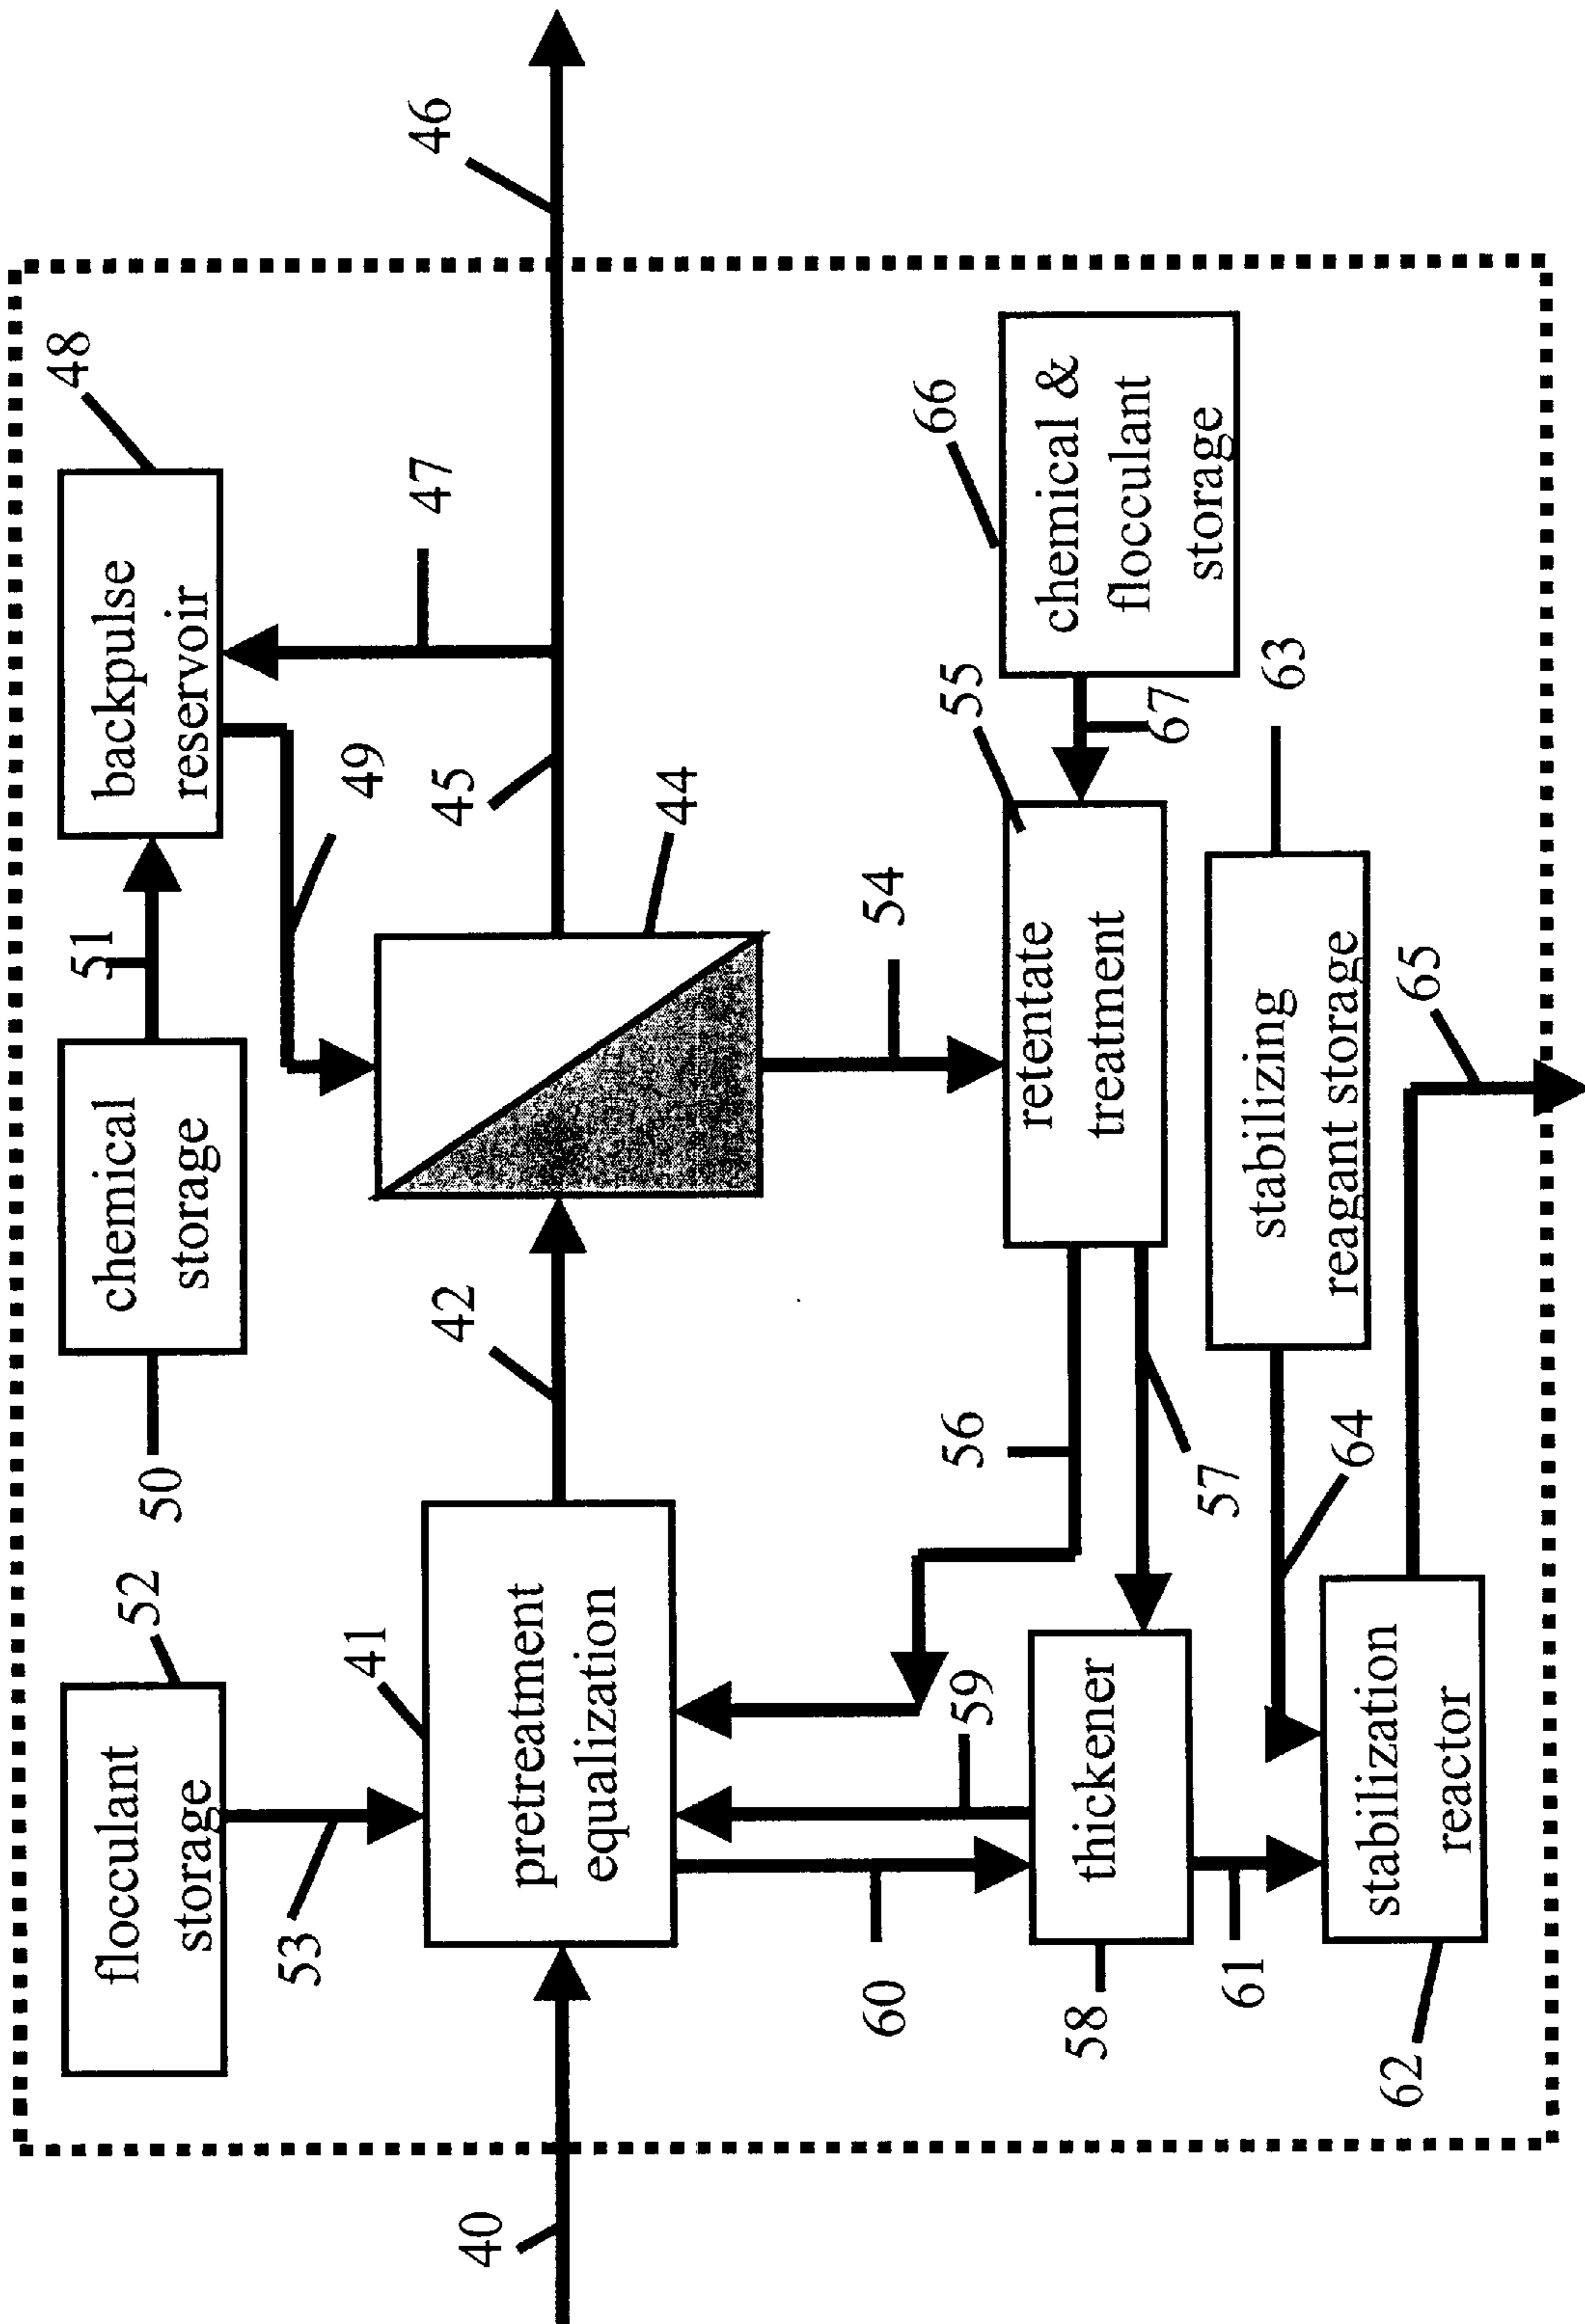 flocculant
storage
52
53
chemical
storage
50
51
backpulse
reservoir
48
49
47
46
40
41
pretreatment
equalization
42
44
45
60
59
56
54
58
thickener
57
retentate
treatment
55
67
66
chemical &
flocculant
storage
61
62
stabilization
reactor
64
stabilizing
reagant storage
63
65